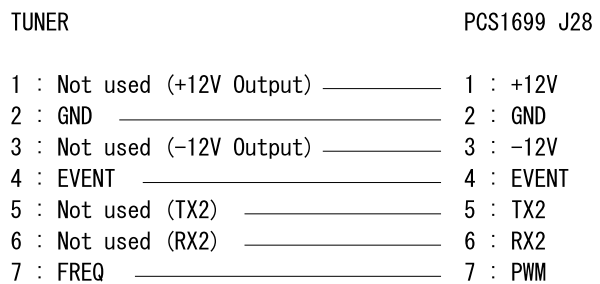 TUNER PCS1699 J28
1 : Not used (+12V Output) 1 : +12V
2 : GND 2 : GND
3 : Not used (-12V Output) 3 : -12V
4 : EVENT 4 : EVENT
5 : Not used (TX2) 5 : TX2
6 : Not used (RX2) 6 : RX2
7 : FREQ 7 : PWM